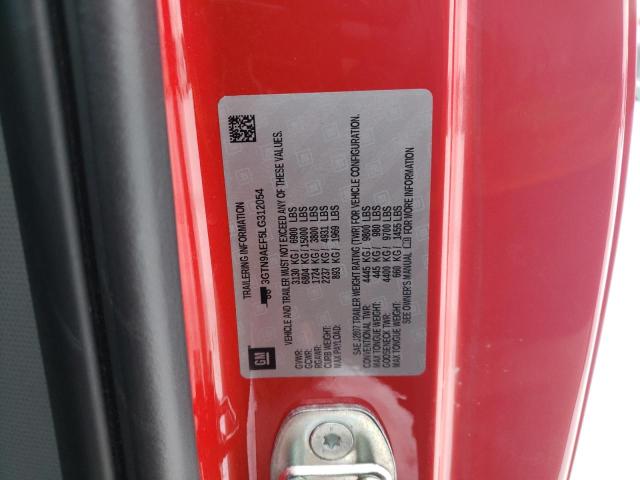 TRAILERING INFORMATION
3GTN9AEF5LG312054
VEHICLE AND TRAILER MUST NOT EXCEED ANY OF THESE VALUES.
GVWR: 3130 KG / 6900 LBS
GCWR: 6804 KG / 15000 LBS
RGAWR: 1724 KG / 3800 LBS
CURB WEIGHT: 2237 KG / 4931 LBS
MAX PAYLOAD: 893 KG / 1969 LBS
SAE J2807 TRAILER WEIGHT RATING (TWR) FOR VEHICLE CONFIGURATION.
CONVENTIONAL TWR: 4445 KG / 9800 LBS
MAX TONGUE WEIGHT: 445 KG / 980 LBS
GOOSENECK TWR: 4400 KG / 9700 LBS
MAX TONGUE WEIGHT: 660 KG / 1455 LBS
SEE OWNER'S MANUAL FOR MORE INFORMATION
GM